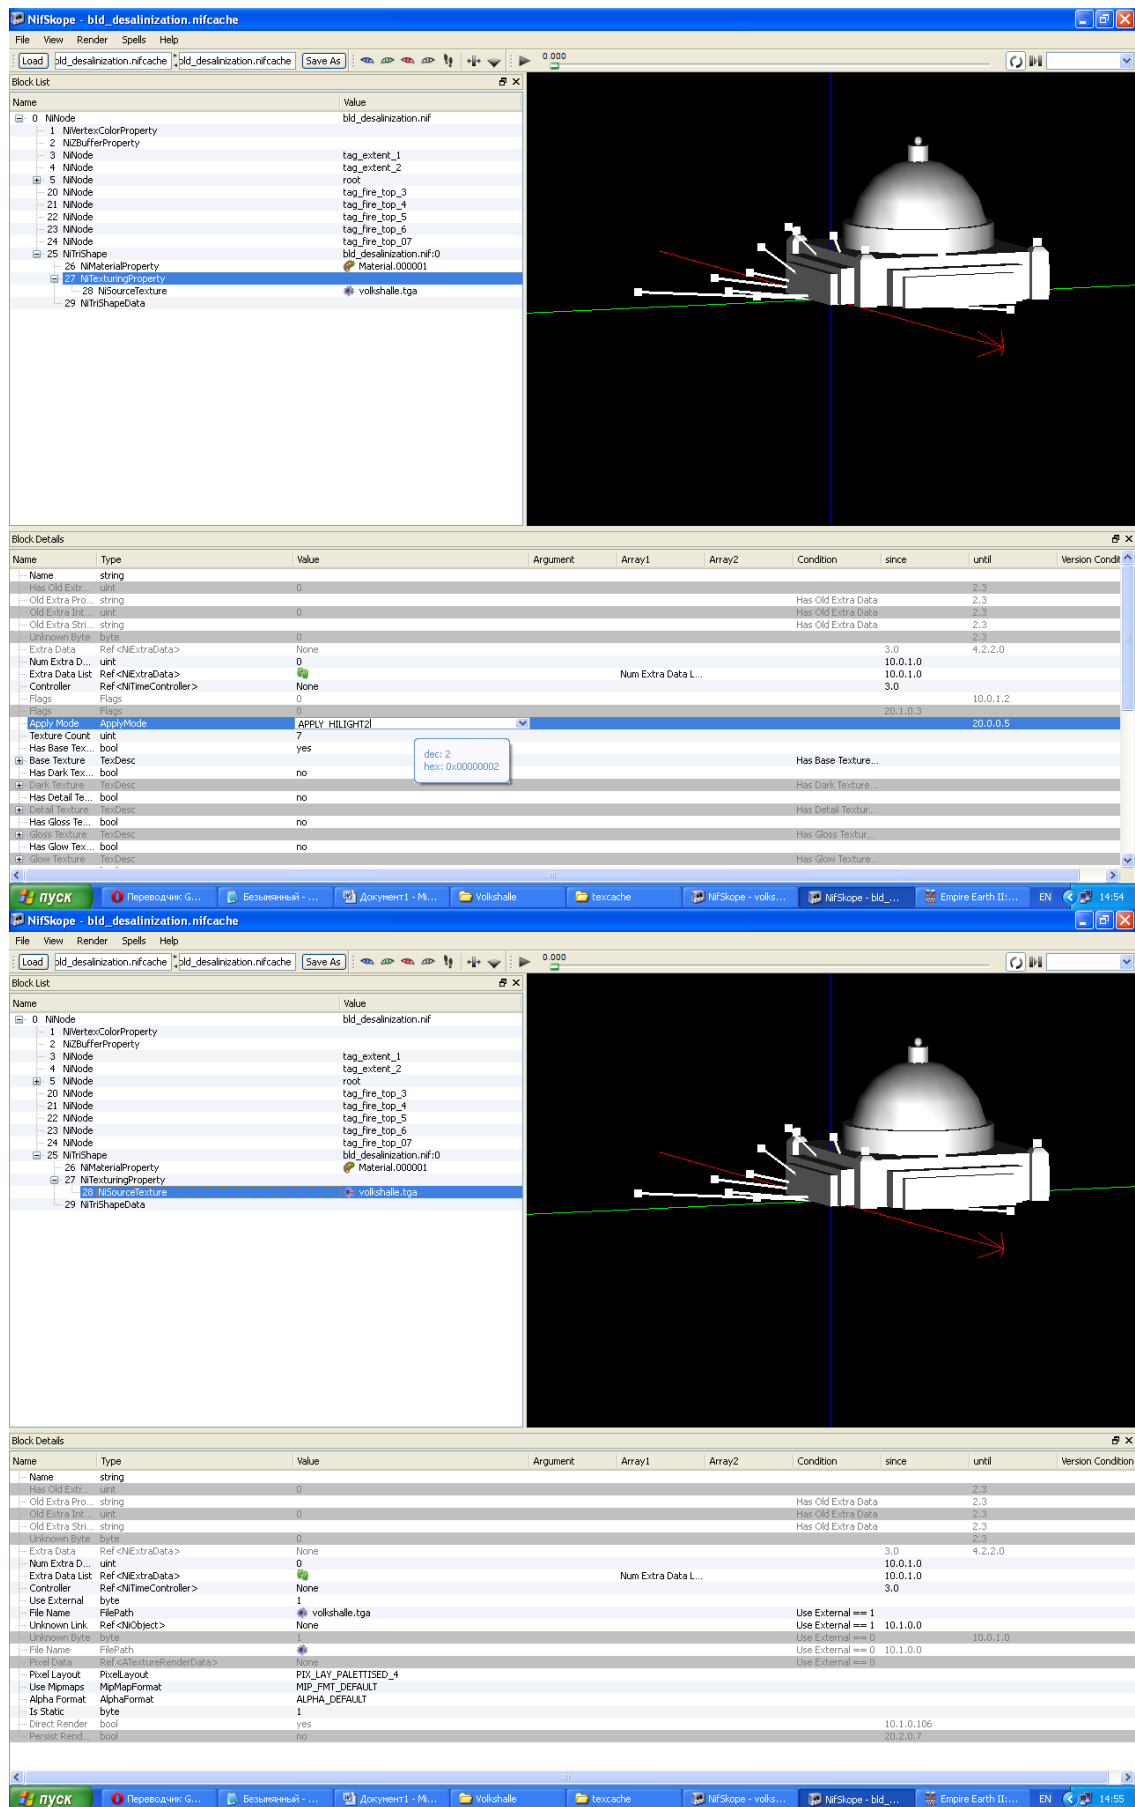 NifSkope - bld_desalinization.nifcache
File View Render Spells Help
Load bld_desalinization.nifcache bld_desalinization.nifcache Save As 0.000
Block List
Name Value
0 NiNode bld_desalinization.nif
1 NiVertexColorProperty
2 NiZBufferProperty
3 NiNode tag_extent_1
4 NiNode tag_extent_2
5 NiNode root
20 NiNode tag_fire_top_3
21 NiNode tag_fire_top_4
22 NiNode tag_fire_top_5
23 NiNode tag_fire_top_6
24 NiNode tag_fire_top_07
25 NiTriShape bld_desalinization.nif:0
26 NiMaterialProperty Material.000001
27 NiTexturingProperty
28 NiSourceTexture volkshalle.tga
29 NiTriShapeData
Block Details
Name Type Value Argument Array1 Array2 Condition since until Version Condit
Name string
Has Old Extr... uint 0 2.3
Old Extra Pro... string Has Old Extra Data 2.3
Old Extra Int... uint 0 Has Old Extra Data 2.3
Old Extra Stri... string Has Old Extra Data 2.3
Unknown Byte byte 0 2.3
Extra Data Ref<NiExtraData> None 3.0 4.2.2.0
Num Extra D... uint 0 10.0.1.0
Extra Data List Ref<NiExtraData> Num Extra Data L... 10.0.1.0
Controller Ref<NiTimeController> None 3.0
Flags Flags 0 10.0.1.2
Flags Flags 0 20.1.0.3
Apply Mode ApplyMode APPLY_HILIGHT2 20.0.0.5
Texture Count uint 7
Has Base Tex... bool yes
dec: 2
hex: 0x00000002
Base Texture TexDesc Has Base Texture...
Has Dark Tex... bool no
Dark Texture TexDesc Has Dark Texture...
Has Detail Te... bool no
Detail Texture TexDesc Has Detail Textur...
Has Gloss Te... bool no
Gloss Texture TexDesc Has Gloss Textur...
Has Glow Tex... bool no
Glow Texture TexDesc Has Glow Texture...
пуск Переводчик G... Безымянный - ... Документ1 - Mi... Volkshalle texcache NifSkope - volks... NifSkope - bld_... Empire Earth II:... EN 14:54
NifSkope - bld_desalinization.nifcache
File View Render Spells Help
Load bld_desalinization.nifcache bld_desalinization.nifcache Save As 0.000
Block List
Name Value
0 NiNode bld_desalinization.nif
1 NiVertexColorProperty
2 NiZBufferProperty
3 NiNode tag_extent_1
4 NiNode tag_extent_2
5 NiNode root
20 NiNode tag_fire_top_3
21 NiNode tag_fire_top_4
22 NiNode tag_fire_top_5
23 NiNode tag_fire_top_6
24 NiNode tag_fire_top_07
25 NiTriShape bld_desalinization.nif:0
26 NiMaterialProperty Material.000001
27 NiTexturingProperty
28 NiSourceTexture volkshalle.tga
29 NiTriShapeData
Block Details
Name Type Value Argument Array1 Array2 Condition since until Version Condition
Name string
Has Old Extr... uint 0 2.3
Old Extra Pro... string Has Old Extra Data 2.3
Old Extra Int... uint 0 Has Old Extra Data 2.3
Old Extra Stri... string Has Old Extra Data 2.3
Unknown Byte byte 0 2.3
Extra Data Ref<NiExtraData> None 3.0 4.2.2.0
Num Extra D... uint 0 10.0.1.0
Extra Data List Ref<NiExtraData> Num Extra Data L... 10.0.1.0
Controller Ref<NiTimeController> None 3.0
Use External byte 1
File Name FilePath volkshalle.tga Use External == 1
Unknown Link Ref<NiObject> None Use External == 1 10.1.0.0
Unknown Byte byte 1 Use External == 0 10.0.1.0
File Name FilePath Use External == 0 10.1.0.0
Pixel Data Ref<ATextureRenderData> None Use External == 0
Pixel Layout PixelLayout PIX_LAY_PALETTISED_4
Use Mipmaps MipMapFormat MIP_FMT_DEFAULT
Alpha Format AlphaFormat ALPHA_DEFAULT
Is Static byte 1
Direct Render bool yes 10.1.0.106
Persist Rend... bool no 20.2.0.7
пуск Переводчик G... Безымянный - ... Документ1 - Mi... Volkshalle texcache NifSkope - volks... NifSkope - bld_... Empire Earth II:... EN 14:55